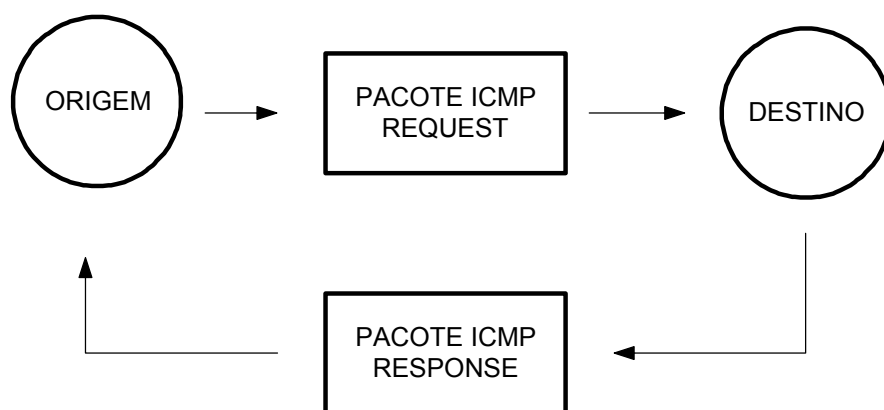 ORIGEM
PACOTE ICMP
REQUEST
DESTINO
PACOTE ICMP
RESPONSE